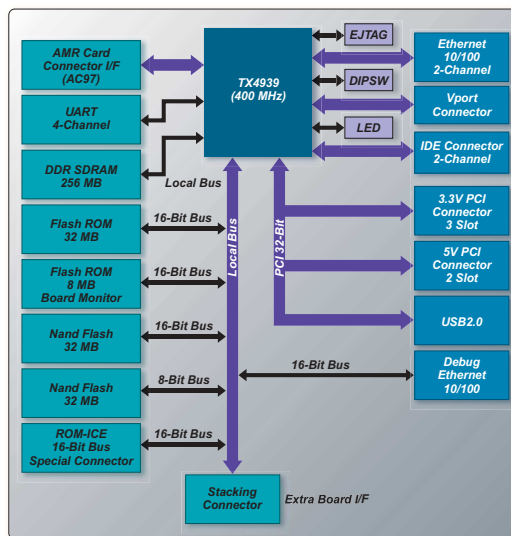 AMR Card
Connector I/F
(AC97)
UART
4-Channel
DDR SDRAM
256 MB
Flash ROM
32 MB
Flash ROM
8 MB
Board Monitor
Nand Flash
32 MB
Nand Flash
32 MB
ROM-ICE
16-Bit Bus
Special Connector
TX4939
(400 MHz)
Local Bus
16-Bit Bus
16-Bit Bus
16-Bit Bus
8-Bit Bus
16-Bit Bus
Local Bus
PCI 32-Bit
16-Bit Bus
Stacking
Connector
Extra Board I/F
EJTAG
DIPSW
LED
Ethernet
10/100
2-Channel
Vport
Connector
IDE Connector
2-Channel
3.3V PCI
Connector
3 Slot
5V PCI
Connector
2 Slot
USB2.0
Debug
Ethernet
10/100